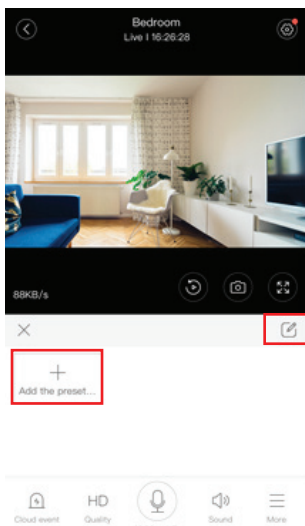 Bedroom
Live I 16:26:28
88KB/s
Add the preset...
HD
Cloud event Quality Sound More